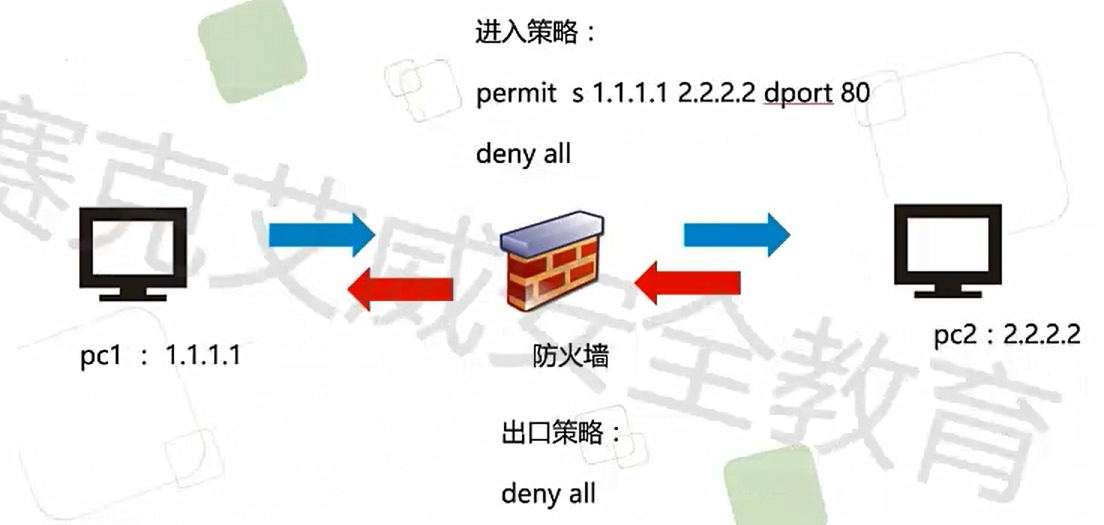 进入策略：
permit s 1.1.1.1 2.2.2.2 dport 80
deny all
pc1 ： 1.1.1.1
防火墙
pc2：2.2.2.2
出口策略：
deny all
塞克艾威安全教育